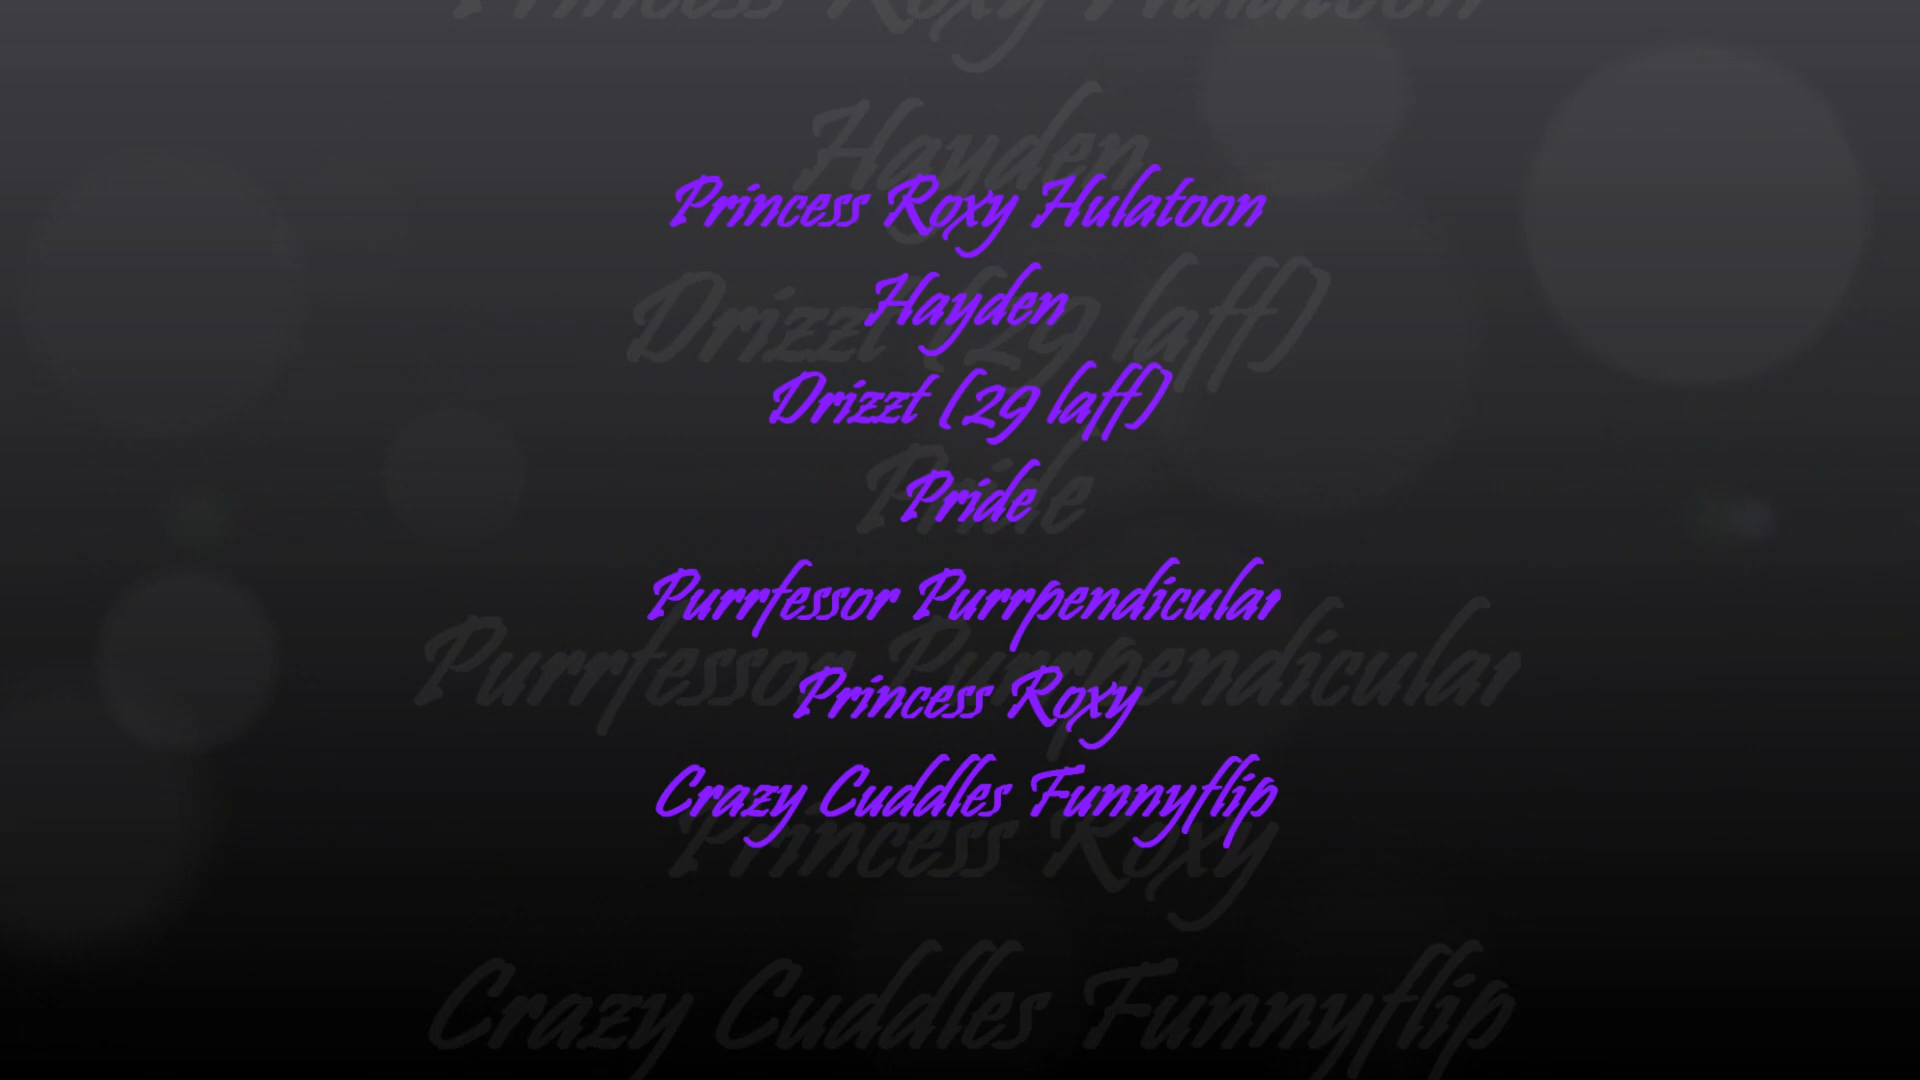 Princess Roxy Hulatoon
Hayden
Drizzt (29 laff)
Pride
Purrfessor Purrpendicular
Princess Roxy
Crazy Cuddles Funnyflip